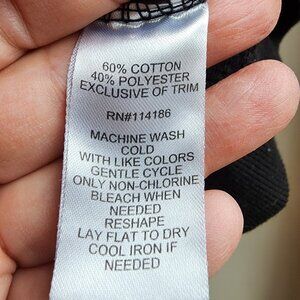 60% COTTON
40% POLYESTER
EXCLUSIVE OF TRIM
RN#114186
MACHINE WASH
COLD
WITH LIKE COLORS
GENTLE CYCLE
ONLY NON-CHLORINE
BLEACH WHEN
NEEDED
RESHAPE
LAY FLAT TO DRY
COOL IRON IF
NEEDED